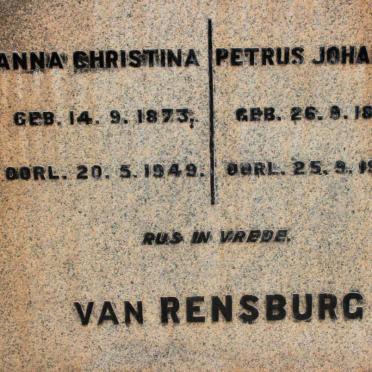 ANNA CHRISTINA PETRUS JOHA
GEB. 14. 9. 1873. GEB. 26. 9. 18
OORL. 20. 5. 1949. OORL. 25. 9. 19
RUS IN VREDE.
VAN RENSBURG